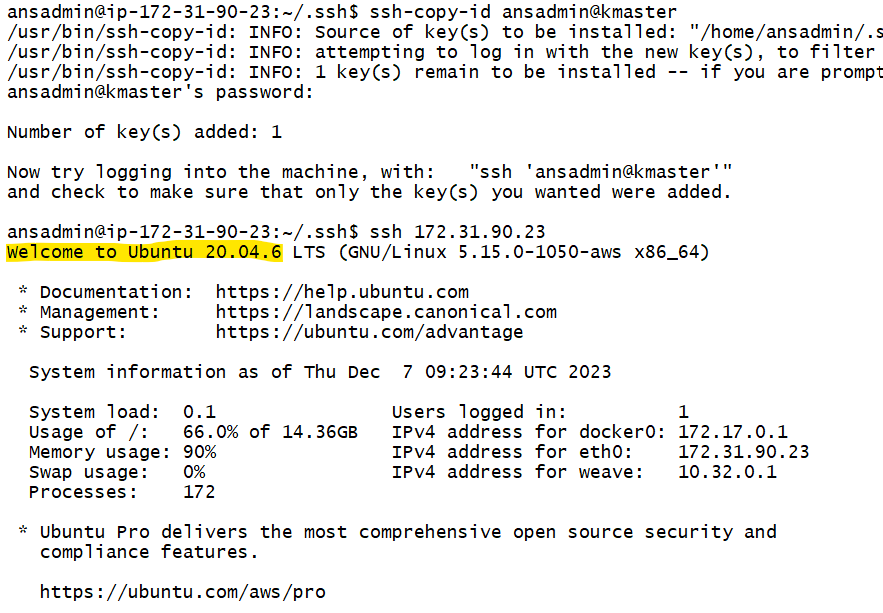 ansadmin@ip-172-31-90-23:~/.ssh$ ssh-copy-id ansadmin@kmaster
/usr/bin/ssh-copy-id: INFO: Source of key(s) to be installed: "/home/ansadmin/.s
/usr/bin/ssh-copy-id: INFO: attempting to log in with the new key(s), to filter
/usr/bin/ssh-copy-id: INFO: 1 key(s) remain to be installed -- if you are prompt
ansadmin@kmaster's password:
Number of key(s) added: 1
Now try logging into the machine, with:   "ssh 'ansadmin@kmaster'"
and check to make sure that only the key(s) you wanted were added.
ansadmin@ip-172-31-90-23:~/.ssh$ ssh 172.31.90.23
Welcome to Ubuntu 20.04.6 LTS (GNU/Linux 5.15.0-1050-aws x86_64)
* Documentation:  https://help.ubuntu.com
* Management:     https://landscape.canonical.com
* Support:        https://ubuntu.com/advantage
System information as of Thu Dec  7 09:23:44 UTC 2023
System load:  0.1                Users logged in:          1
Usage of /:   66.0% of 14.36GB   IPv4 address for docker0: 172.17.0.1
Memory usage: 90%                IPv4 address for eth0:    172.31.90.23
Swap usage:   0%                 IPv4 address for weave:   10.32.0.1
Processes:    172
* Ubuntu Pro delivers the most comprehensive open source security and
compliance features.
https://ubuntu.com/aws/pro